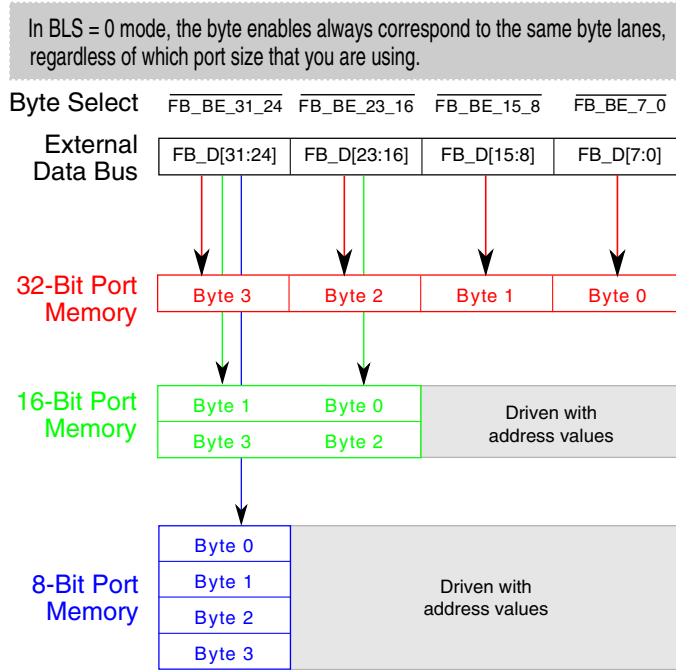 In BLS = 0 mode, the byte enables always correspond to the same byte lanes,
regardless of which port size that you are using.
Byte Select FB_BE_31_24 FB_BE_23_16 FB_BE_15_8 FB_BE_7_0
External
Data Bus
FB_D[31:24] FB_D[23:16] FB_D[15:8] FB_D[7:0]
32-Bit Port
Memory
Byte 3 Byte 2 Byte 1 Byte 0
16-Bit Port
Memory
Byte 1 Byte 0
Byte 3 Byte 2
Driven with
address values
8-Bit Port
Memory
Byte 0
Byte 1
Byte 2
Byte 3
Driven with
address values